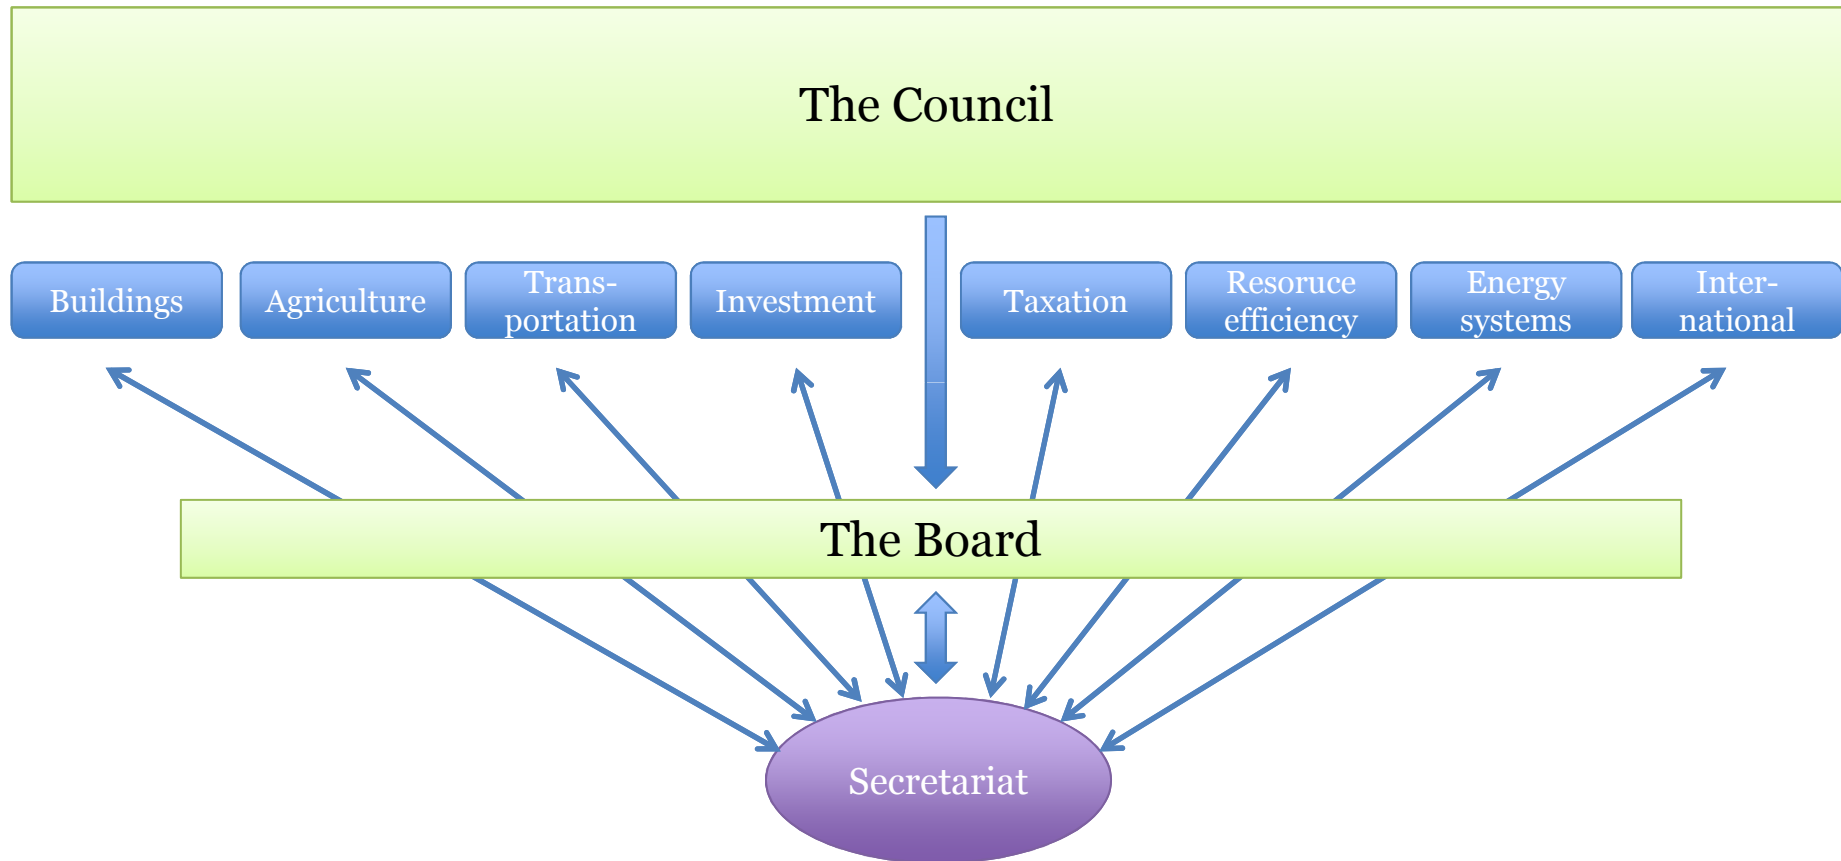 The Council
Buildings
Agriculture
Trans-
portation
Investment
Taxation
Resoruce
efficiency
Energy
systems
Inter-
national
The Board
Secretariat